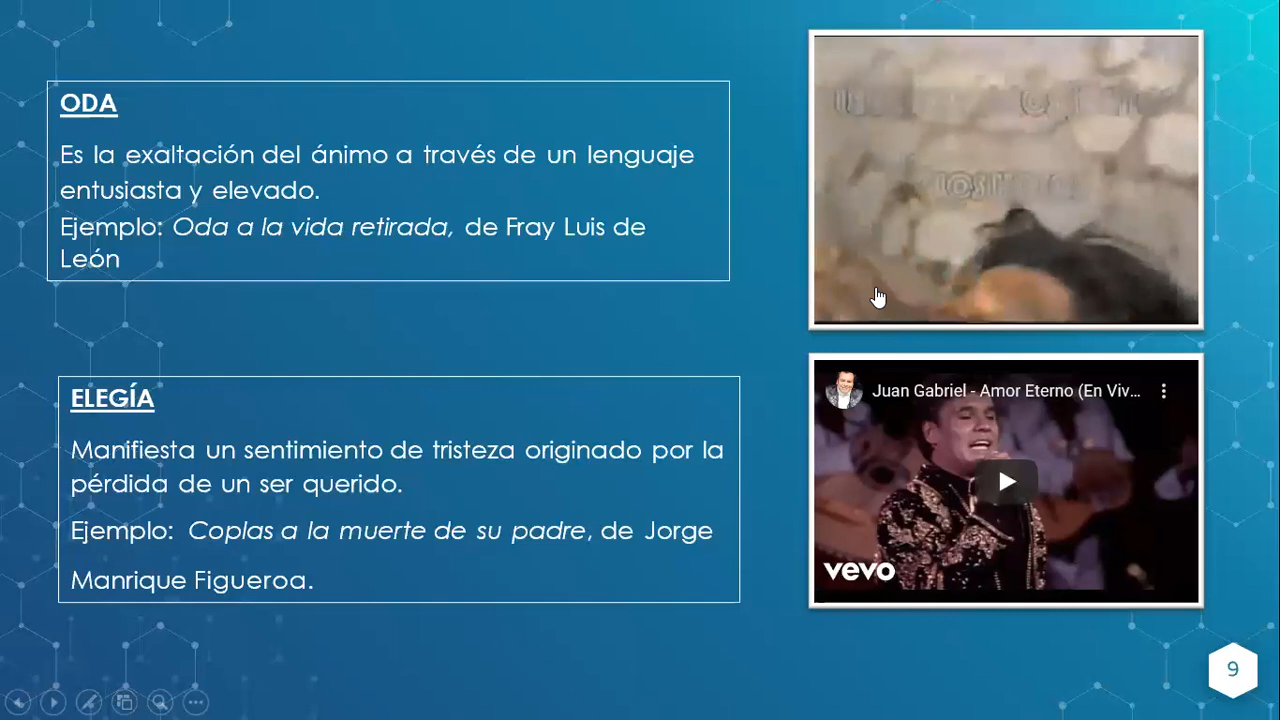 ODA
Es la exaltación del ánimo a través de un lenguaje
entusiasta y elevado.
Ejemplo: Oda a la vida retirada, de Fray Luis de
León
ELEGÍA
Manifiesta un sentimiento de tristeza originado por la
pérdida de un ser querido.
Ejemplo: Coplas a la muerte de su padre, de Jorge
Manrique Figueroa.
Juan Gabriel - Amor Eterno (En Viv...
vevo
9